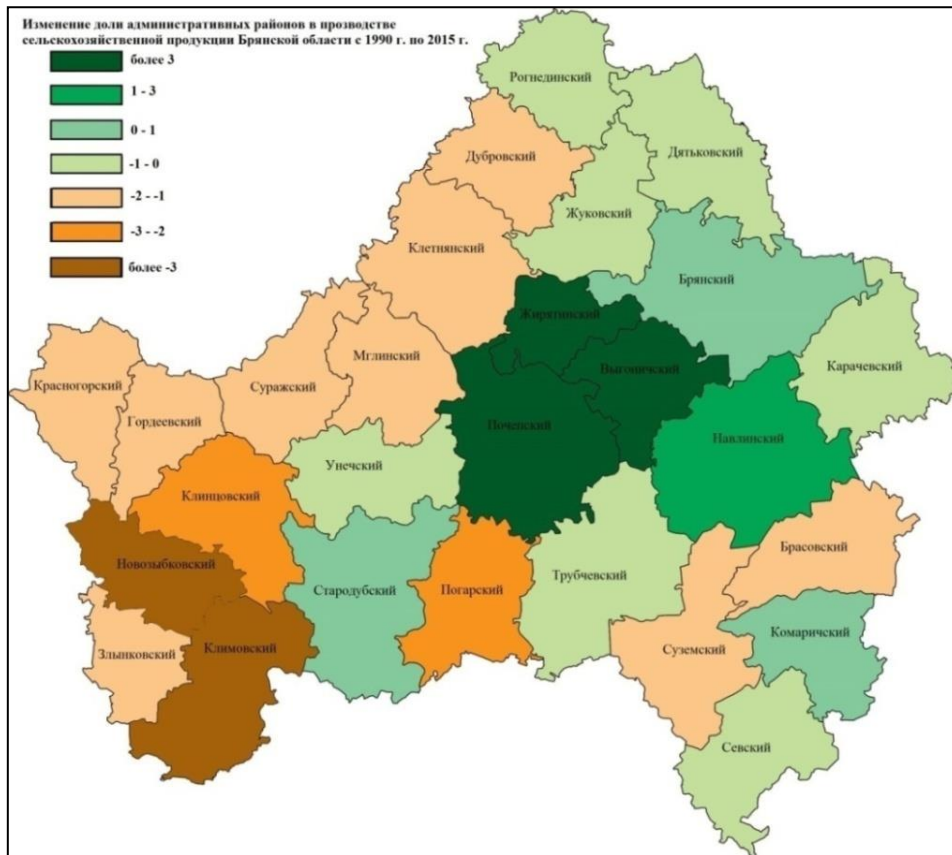 Изменение доли административных районов в прозводстве
сельскохозяйственной продукции Брянской области с 1990 г. по 2015 г.
более 3
1 - 3
0 - 1
-1 - 0
-2 - -1
-3 - -2
более -3
Рогнединский
Дубровский
Дятьковский
Жуковский
Клетнянский
Брянский
Жирятинский
Мглинский
Выгоничский
Карачевский
Красногорский
Суражский
Гордеевский
Почепский
Навлинский
Унечский
Клинцовский
Брасовский
Новозыбковский
Стародубский
Погарский
Трубчевский
Комаричский
Злынковский
Климовский
Суземский
Севский